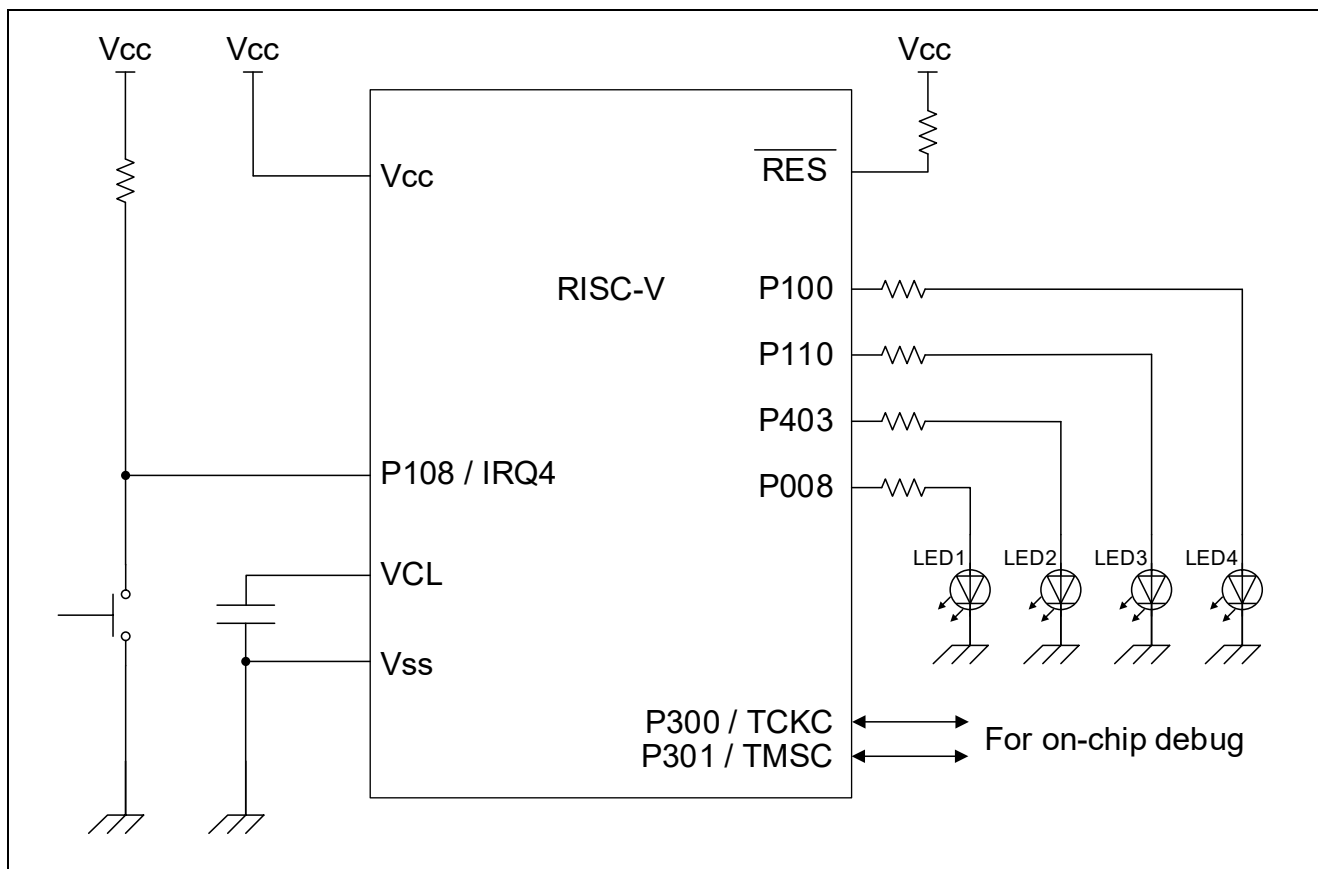 Vcc
Vcc
Vcc
Vcc
RES
RISC-V
P100
P110
P403
P108 / IRQ4
P008
LED1
LED2
LED3
LED4
VCL
Vss
P300 / TCKC
P301 / TMSC
For on-chip debug